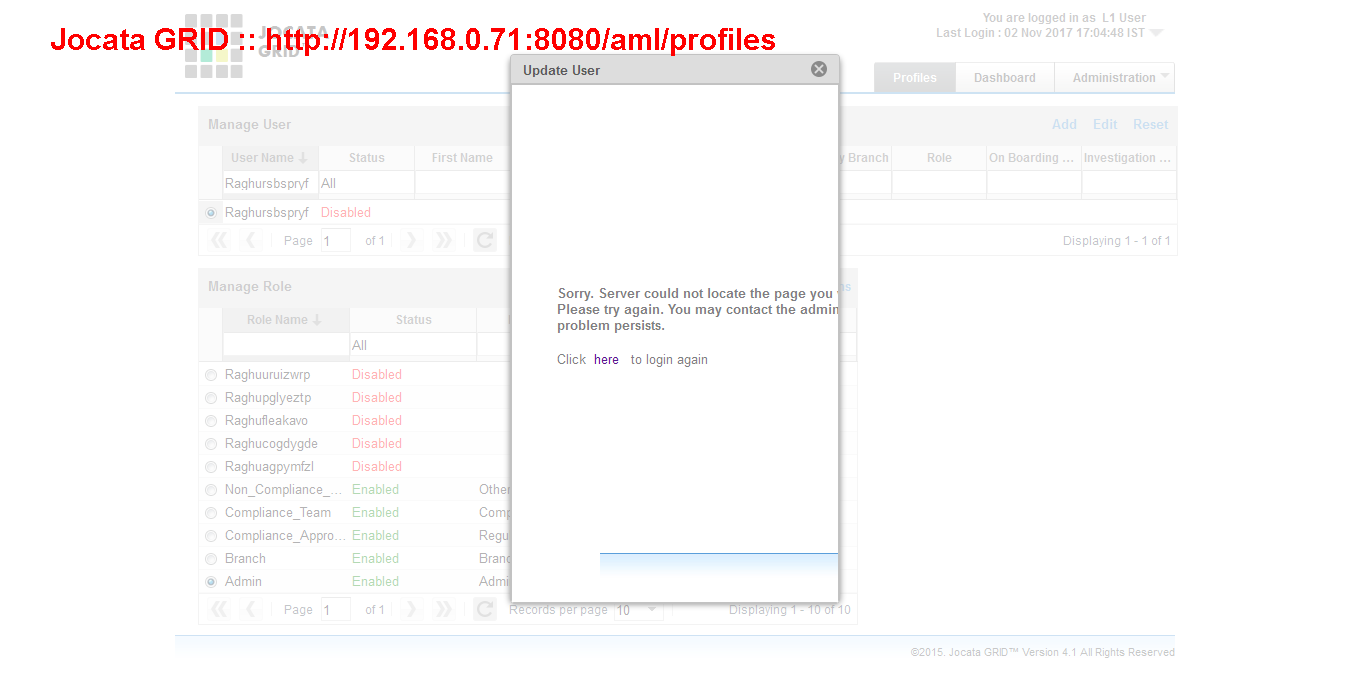 You are logged in as L1 User
Jocata GRID :: http://192.168.0.71:8080/aml/profiles
JOCATA
GRID
Last Login : 02 Nov 2017 17:04:48 IST
Update User
Profiles Dashboard Administration
Manage User Add Edit Reset
User Name Status First Name y Branch Role On Boarding ... Investigation ...
Raghursbspryf All
Raghursbspryf Disabled
Page 1 of 1 Displaying 1 - 1 of 1
Manage Role
Sorry. Server could not locate the page you
Please try again. You may contact the admin
problem persists.
Click here to login again
Role Name Status
All
Raghuuruizwrp Disabled
Raghupglyeztp Disabled
Raghufleakavo Disabled
Raghucogdygde Disabled
Raghuagpymfzl Disabled
Non_Compliance_... Enabled Other
Compliance_Team Enabled Comp
Compliance_Appro... Enabled Regu
Branch Enabled Branc
Admin Enabled Admi
Page 1 of 1 Records per page 10 Displaying 1 - 10 of 10
©2015. Jocata GRID™ Version 4.1 All Rights Reserved